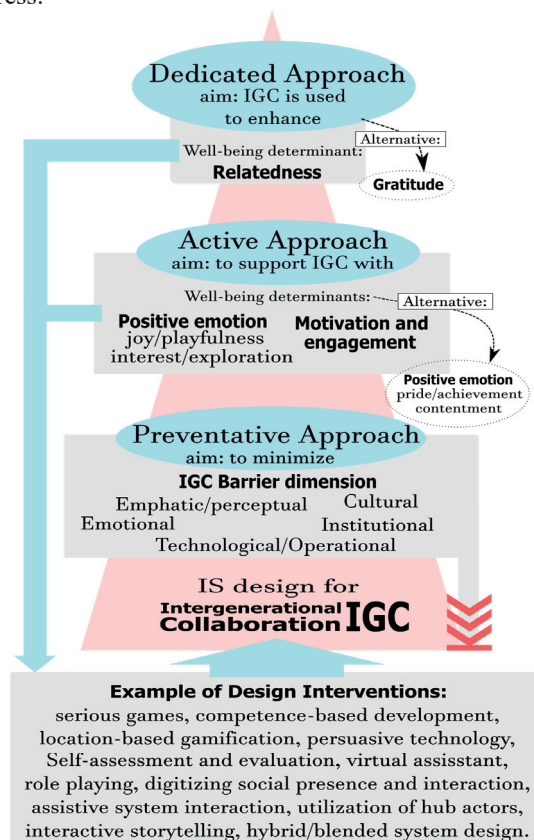 ress.
Dedicated Approach
aim: IGC is used
to enhance
Well-being determinant:
Relatedness
Alternative:
Gratitude
Active Approach
aim: to support IGC with
Well-being determinants:
Alternative:
Positive emotion
joy/playfulness
interest/exploration
Motivation and
engagement
Positive emotion
pride/achievement
contentment
Preventative Approach
aim: to minimize
IGC Barrier dimension
Emphatic/perceptual
Cultural
Emotional
Institutional
Technological/Operational
IS design for
Intergenerational
Collaboration IGC
Example of Design Interventions:
serious games, competence-based development,
location-based gamification, persuasive technology,
Self-assessment and evaluation, virtual assisstant,
role playing, digitizing social presence and interaction,
assistive system interaction, utilization of hub actors,
interactive storytelling, hybrid/blended system design.